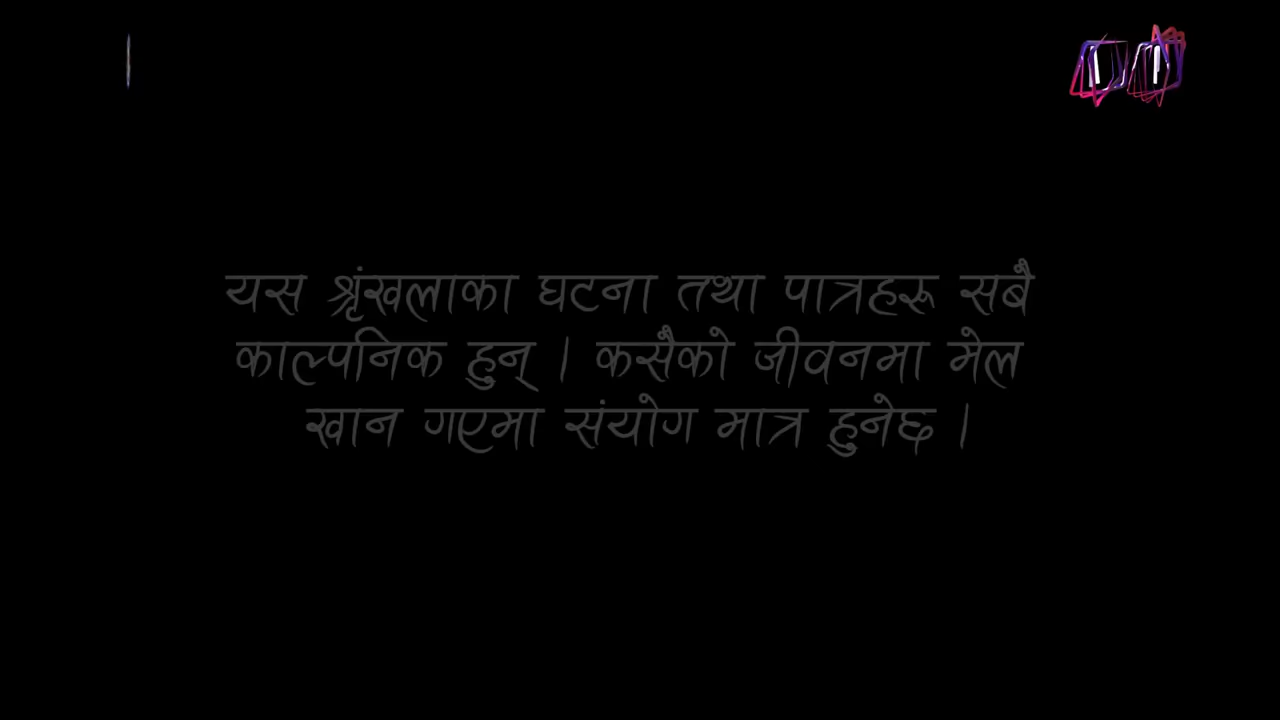 यस श्रृंखलाका घटना तथा पात्रहरू सबै
काल्पनिक हुन् ।  कसैको जीवनमा मेल
खान गएमा संयोग मात्र हुनेछ ।